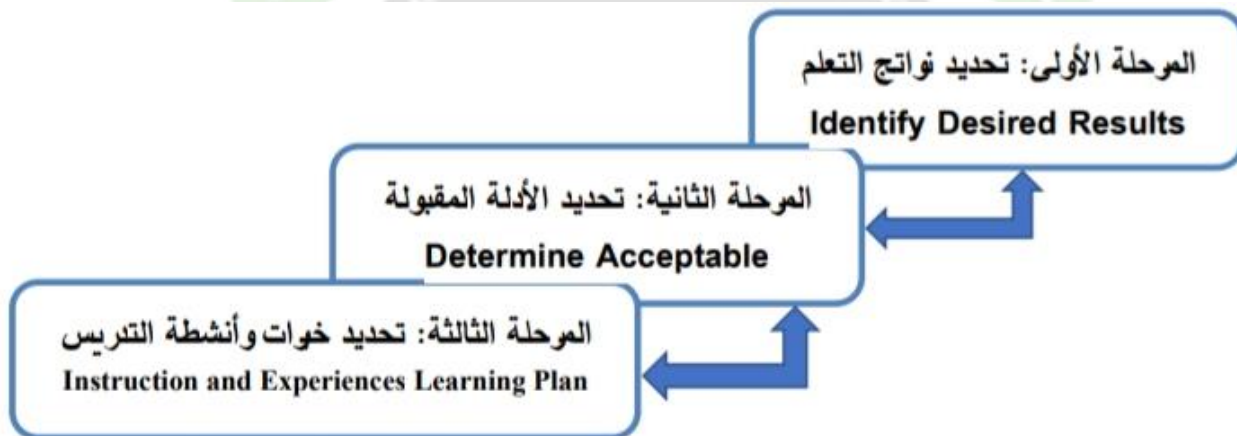 المرحلة الأولى: تحديد نواتج التعلم
Identify Desired Results
المرحلة الثانية: تحديد الأدلة المقبولة
Determine Acceptable
المرحلة الثالثة: تحديد خوات وأنشطة التدريس
Instruction and Experiences Learning Plan